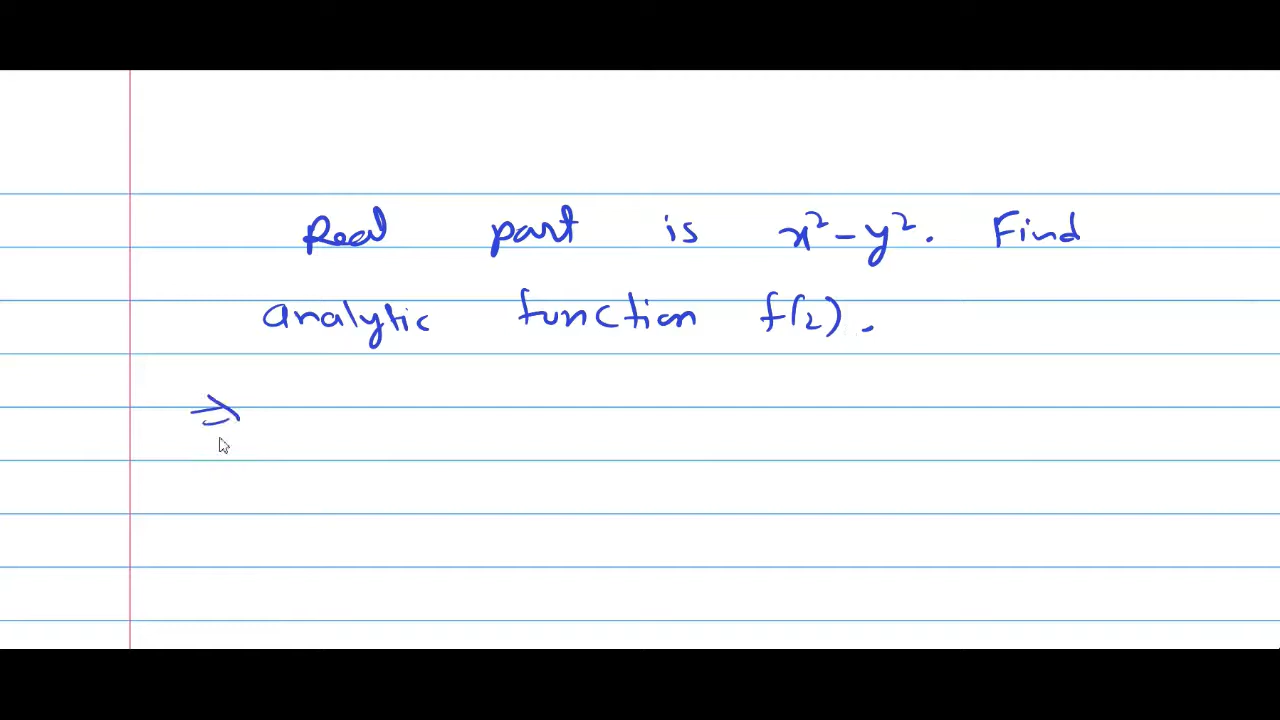 Real part is x² - y². Find
analytic function f(z).
⇒